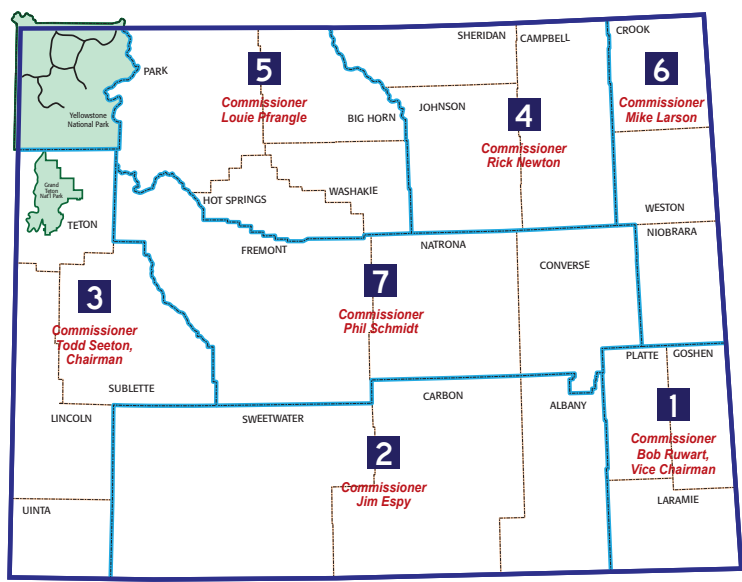 SHERIDAN
CAMPBELL
CROOK
PARK
5
Commissioner
Louie Pfrangle
BIG HORN
JOHNSON
4
Commissioner
Rick Newton
6
Commissioner
Mike Larson
Yellowstone
National Park
Grand
Teton
Nat'l Park
TETON
HOT SPRINGS
WASHAKIE
WESTON
NIOBRARA
FREMONT
NATRONA
CONVERSE
3
Commissioner
Todd Seeton,
Chairman
7
Commissioner
Phil Schmidt
SUBLETTE
LINCOLN
SWEETWATER
CARBON
ALBANY
PLATTE
GOSHEN
1
Commissioner
Bob Ruwart,
Vice Chairman
2
Commissioner
Jim Espy
UINTA
LARAMIE